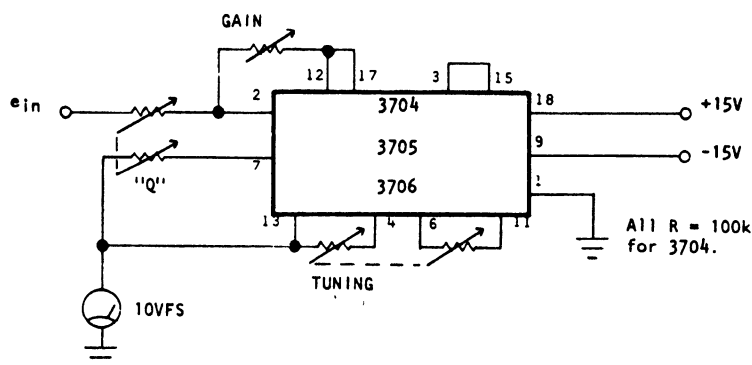 GAIN
12
17
3
15
ein
2
3704
18
+15V
3705
9
-15V
7
"Q"
3706
1
13
4
6
11
All R = 100k
for 3704.
TUNING
10VFS